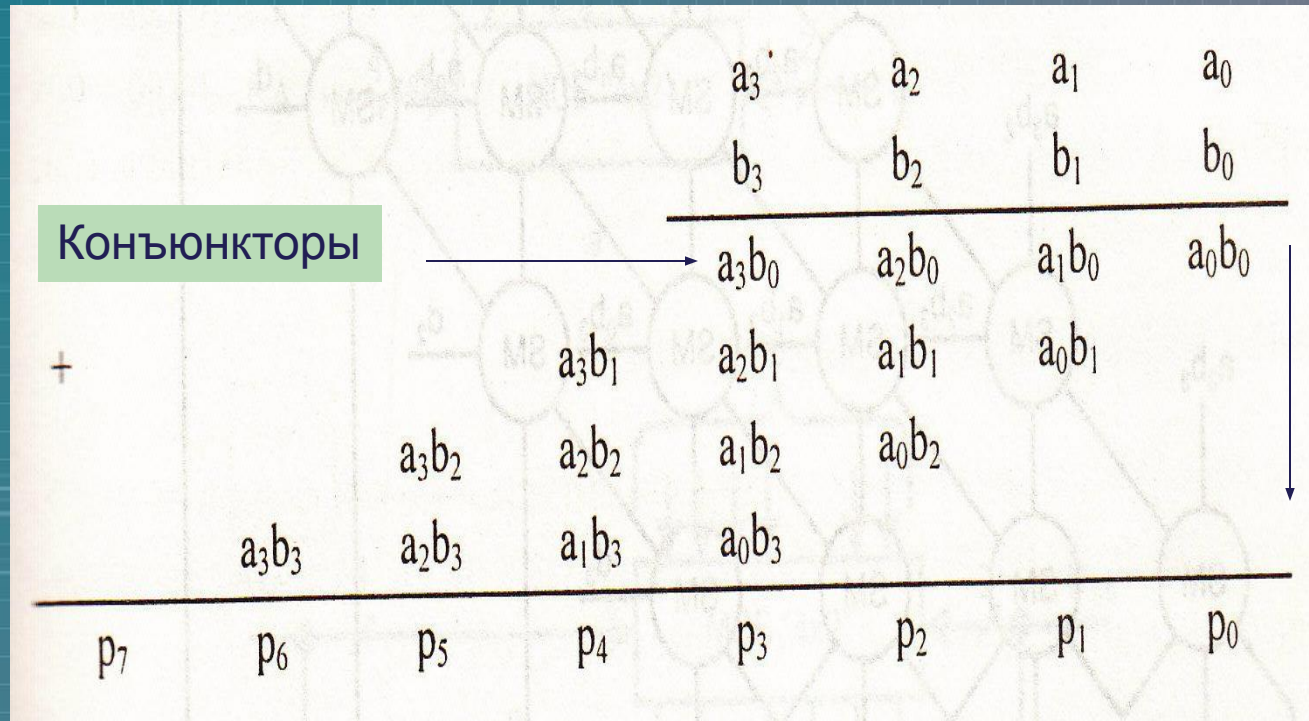 a₃ a₂ a₁ a₀
b₃ b₂ b₁ b₀
Конъюнкторы
a₃b₀ a₂b₀ a₁b₀ a₀b₀
+ a₃b₁ a₂b₁ a₁b₁ a₀b₁
a₃b₂ a₂b₂ a₁b₂ a₀b₂
a₃b₃ a₂b₃ a₁b₃ a₀b₃
p₇ p₆ p₅ p₄ p₃ p₂ p₁ p₀